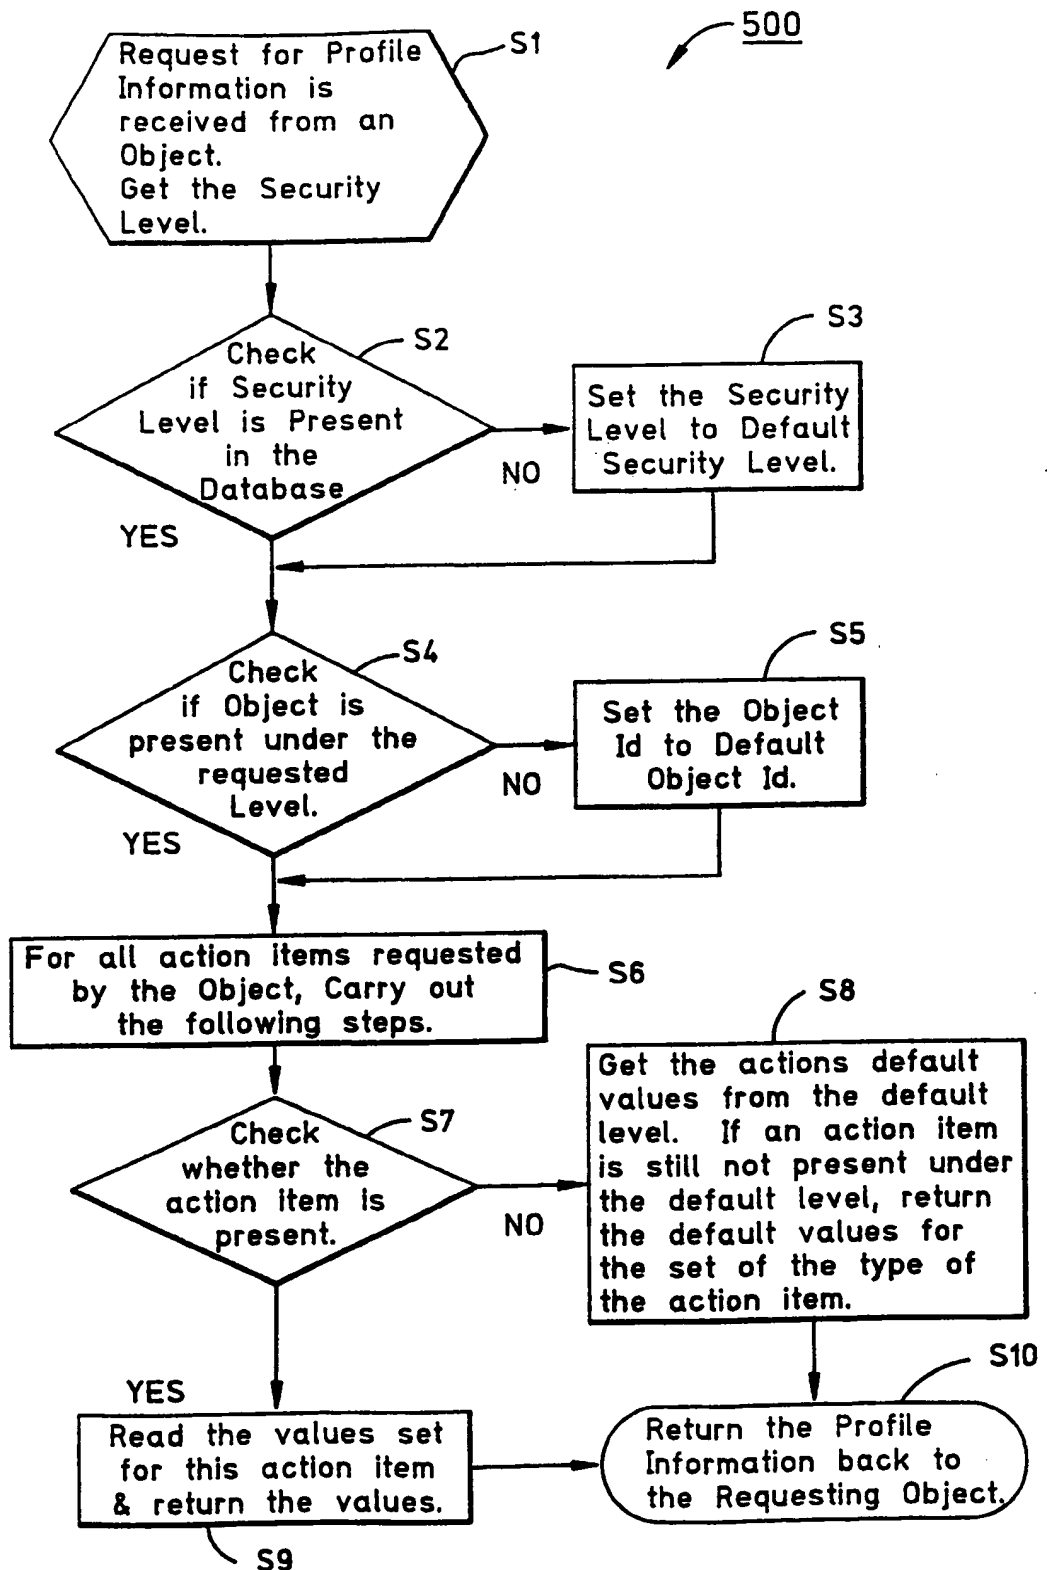 500
S1
Request for Profile
Information is
received from an
Object.
Get the Security
Level.
S2
Check
if Security
Level is Present
in the
Database
NO
YES
S3
Set the Security
Level to Default
Security Level.
S4
Check
if Object is
present under the
requested
Level.
NO
YES
S5
Set the Object
Id to Default
Object Id.
For all action items requested
by the Object, Carry out
the following steps.
S6
S7
Check
whether the
action item is
present.
NO
YES
S8
Get the actions default
values from the default
level. If an action item
is still not present under
the default level, return
the default values for
the set of the type of
the action item.
Read the values set
for this action item
& return the values.
S9
S10
Return the Profile
Information back to
the Requesting Object.